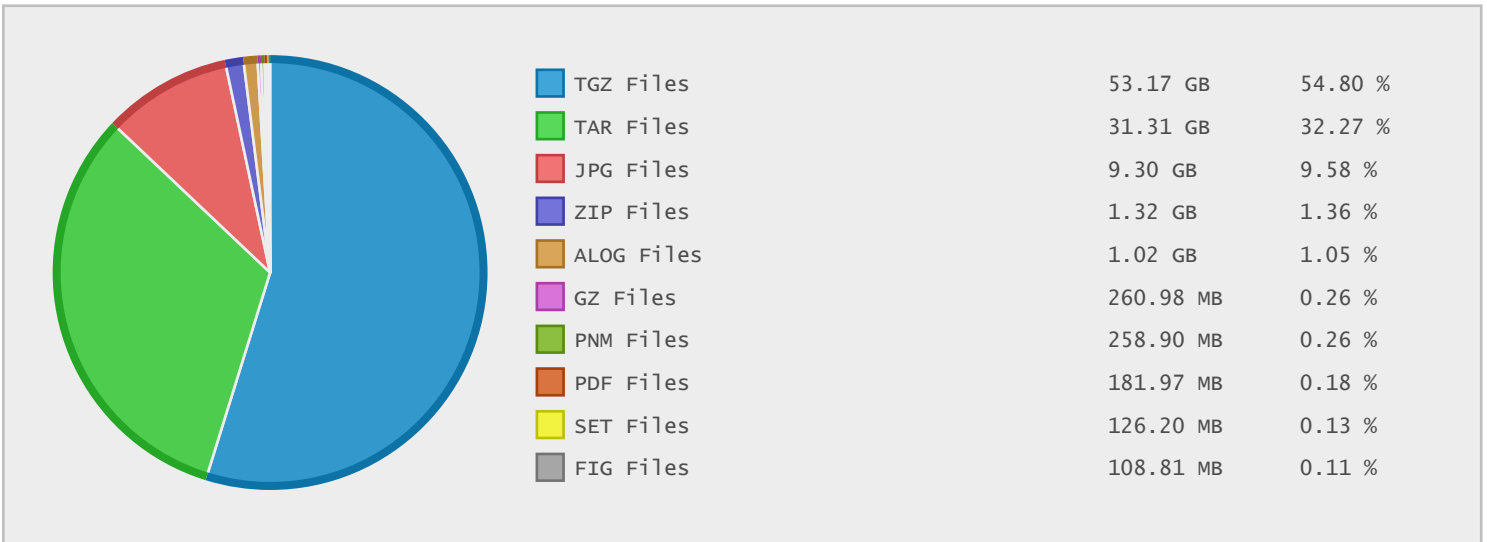 TGZ Files 53.17 GB 54.80 %
TAR Files 31.31 GB 32.27 %
JPG Files 9.30 GB 9.58 %
ZIP Files 1.32 GB 1.36 %
ALOG Files 1.02 GB 1.05 %
GZ Files 260.98 MB 0.26 %
PNM Files 258.90 MB 0.26 %
PDF Files 181.97 MB 0.18 %
SET Files 126.20 MB 0.13 %
FIG Files 108.81 MB 0.11 %